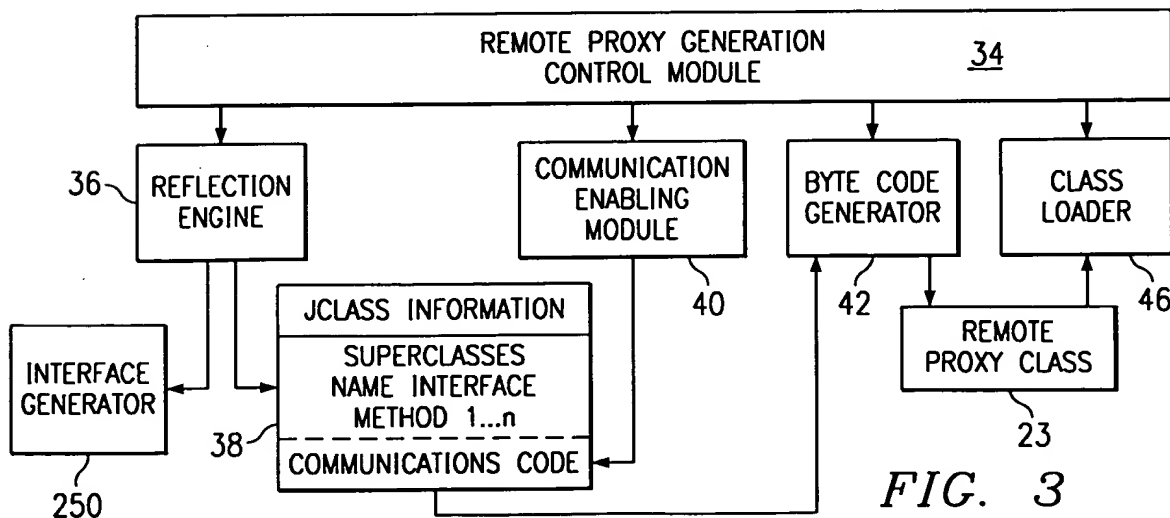 REMOTE PROXY GENERATION
CONTROL MODULE
34
36
REFLECTION
ENGINE
COMMUNICATION
ENABLING
MODULE
40
BYTE CODE
GENERATOR
42
CLASS
LOADER
46
INTERFACE
GENERATOR
250
JCLASS INFORMATION
SUPERCLASSES
NAME INTERFACE
METHOD 1...n
38
COMMUNICATIONS CODE
REMOTE
PROXY CLASS
23
FIG. 3